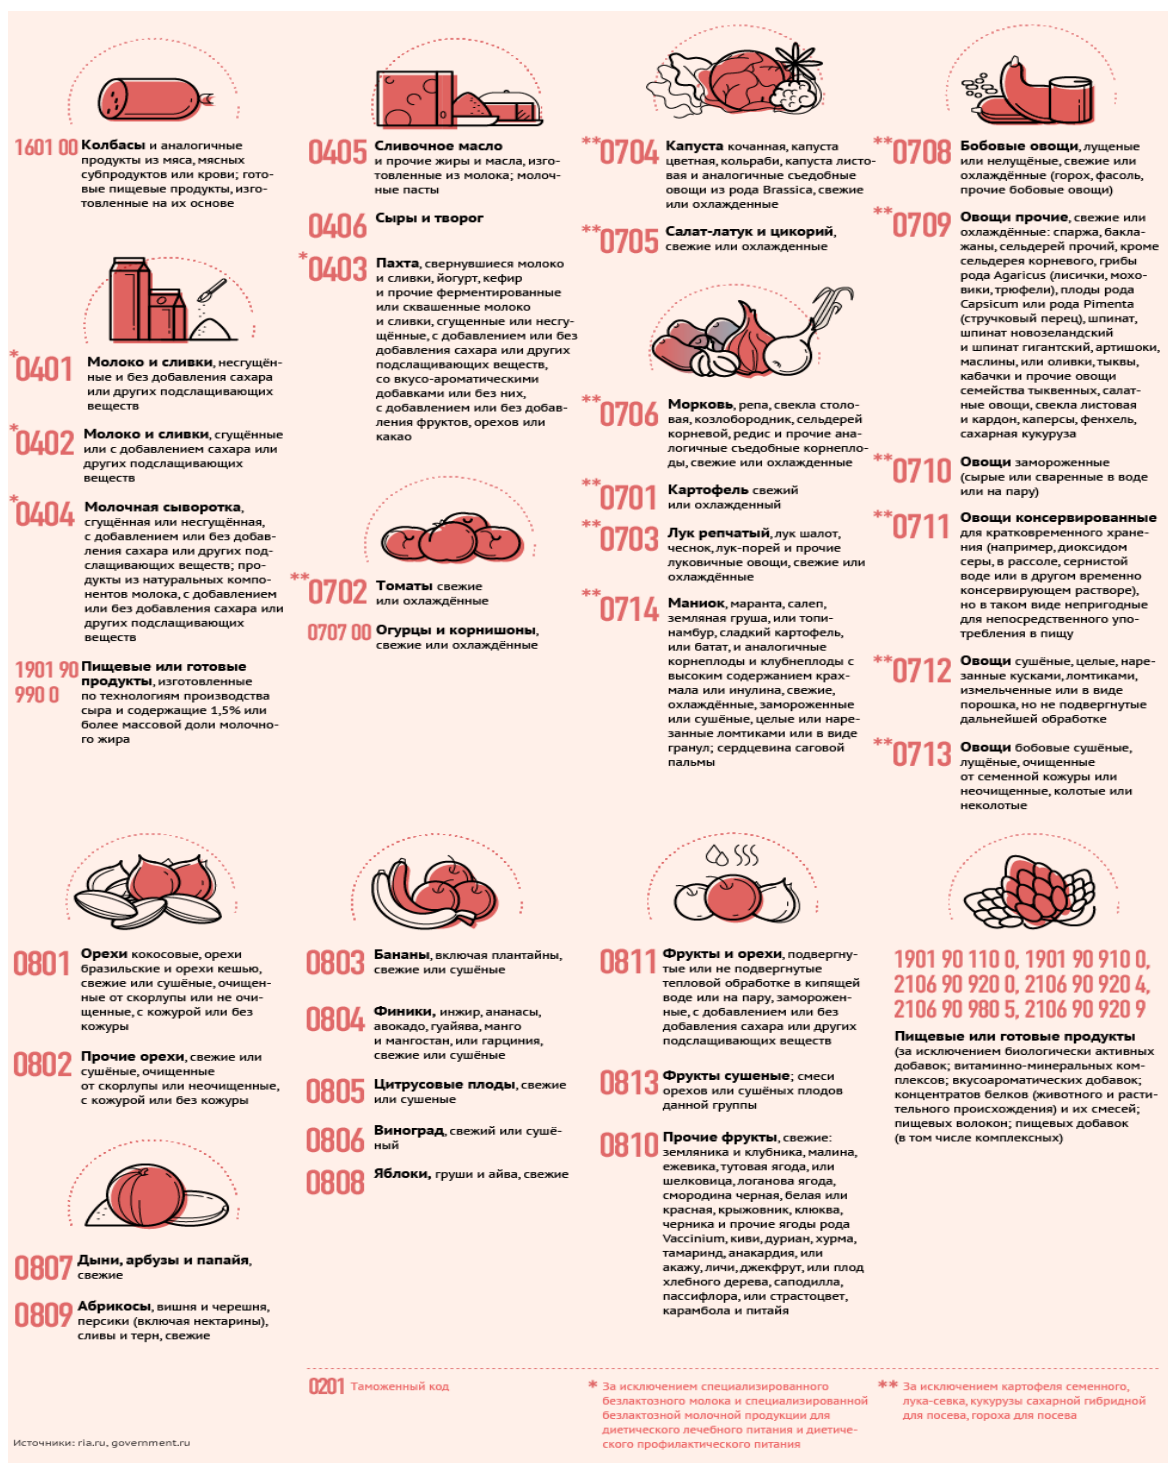 1601 00
Колбасы и аналогичные
продукты из мяса, мясных
субпродуктов или крови; гото-
вые пищевые продукты, изго-
товленные на их основе
*0401
Молоко и сливки, несгущён-
ные и без добавления сахара
или других подслащивающих
веществ
*0402
Молоко и сливки, сгущённые
или с добавлением сахара или
других подслащивающих
веществ
*0404
Молочная сыворотка,
сгущённая или несгущённая,
с добавлением или без добав-
ления сахара или других под-
слащивающих веществ; про-
дукты из натуральных компо-
нентов молока, с добавлением
или без добавления сахара или
других подслащивающих
веществ
1901 90
990 0
Пищевые или готовые
продукты, изготовленные
по технологиям производства
сыра и содержащие 1,5% или
более массовой доли молочно-
го жира
0405
Сливочное масло
и прочие жиры и масла, изго-
товленные из молока; молоч-
ные пасты
0406
Сыры и творог
*0403
Пахта, свернувшиеся молоко
и сливки, йогурт, кефир
и прочие ферментированные
или сквашенные молоко
и сливки, сгущенные или несгу-
щённые, с добавлением или без
добавления сахара или других
подслащивающих веществ,
со вкусо-ароматическими
добавками или без них,
с добавлением или без добав-
ления фруктов, орехов или
какао
**0702
Томаты свежие
или охлаждённые
0707 00
Огурцы и корнишоны,
свежие или охлаждённые
**0704
Капуста кочанная, капуста
цветная, кольраби, капуста листо-
вая и аналогичные съедобные
овощи из рода Brassica, свежие
или охлажденные
**0705
Салат-латук и цикорий,
свежие или охлажденные
**0706
Морковь, репа, свекла столо-
вая, козлобородник, сельдерей
корневой, редис и прочие ана-
логичные съедобные корнепло-
ды, свежие или охлажденные
**0701
Картофель свежий
или охлажденный
**0703
Лук репчатый, лук шалот,
чеснок, лук-порей и прочие
луковичные овощи, свежие или
охлаждённые
**0714
Маниок, маранта, салеп,
земляная груша, или топи-
намбур, сладкий картофель,
или батат, и аналогичные
корнеплоды и клубнеплоды с
высоким содержанием крах-
мала или инулина, свежие,
охлаждённые, замороженные
или сушёные, целые или наре-
занные ломтиками или в виде
гранул; сердцевина саговой
пальмы
**0708
Бобовые овощи, лущеные
или нелущёные, свежие или
охлаждённые (горох, фасоль,
прочие бобовые овощи)
**0709
Овощи прочие, свежие или
охлаждённые: спаржа, бакла-
жаны, сельдерей прочий, кроме
сельдерея корневого, грибы
рода Agaricus (лисички, мохо-
вики, трюфели), плоды рода
Capsicum или рода Pimenta
(стручковый перец), шпинат,
шпинат новозеландский
и шпинат гигантский, артишоки,
маслины, или оливки, тыквы,
кабачки и прочие овощи
семейства тыквенных, салат-
ные овощи, свекла листовая
и кардон, каперсы, фенхель,
сахарная кукуруза
**0710
Овощи замороженные
(сырые или сваренные в воде
или на пару)
**0711
Овощи консервированные
для кратковременного хране-
ния (например, диоксидом
серы, в рассоле, сернистой
воде или в другом временно
консервирующем растворе),
но в таком виде непригодные
для непосредственного упо-
требления в пищу
**0712
Овощи сушёные, целые, наре-
занные кусками, ломтиками,
измельченные или в виде
порошка, но не подвергнутые
дальнейшей обработке
**0713
Овощи бобовые сушёные,
лущёные, очищенные
от семенной кожуры или
неочищенные, колотые или
неколотые
0801
Орехи кокосовые, орехи
бразильские и орехи кешью,
свежие или сушёные, очищен-
ные от скорлупы или не очи-
щенные, с кожурой или без
кожуры
0802
Прочие орехи, свежие или
сушёные, очищенные
от скорлупы или неочищенные,
с кожурой или без кожуры
0807
Дыни, арбузы и папайя,
свежие
0809
Абрикосы, вишня и черешня,
персики (включая нектарины),
сливы и терн, свежие
0803
Бананы, включая плантайны,
свежие или сушёные
0804
Финики, инжир, ананасы,
авокадо, гуайява, манго
и мангостан, или гарциния,
свежие или сушёные
0805
Цитрусовые плоды, свежие
или сушеные
0806
Виноград, свежий или сушё-
ный
0808
Яблоки, груши и айва, свежие
0811
Фрукты и орехи, подвергну-
тые или не подвергнутые
тепловой обработке в кипящей
воде или на пару, заморожен-
ные, с добавлением или без
добавления сахара или других
подслащивающих веществ
0813
Фрукты сушеные; смеси
орехов или сушёных плодов
данной группы
0810
Прочие фрукты, свежие:
земляника и клубника, малина,
ежевика, тутовая ягода, или
шелковица, логанова ягода,
смородина черная, белая или
красная, крыжовник, клюква,
черника и прочие ягоды рода
Vaccinium, киви, дуриан, хурма,
тамаринд, анакардия, или
акажу, личи, джекфрут, или плод
хлебного дерева, саподилла,
пассифлора, или страстоцвет,
карамбола и питайя
1901 90 110 0, 1901 90 910 0,
2106 90 920 0, 2106 90 920 4,
2106 90 980 5, 2106 90 920 9
Пищевые или готовые продукты
(за исключением биологически активных
добавок; витаминно-минеральных ком-
плексов; вкусоароматических добавок;
концентратов белков (животного и расти-
тельного происхождения) и их смесей;
пищевых волокон; пищевых добавок
(в том числе комплексных)
0201 Таможенный код
* За исключением специализированного
безлактозного молока и специализированной
безлактозной молочной продукции для
диетического лечебного питания и диетиче-
ского профилактического питания
** За исключением картофеля семенного,
лука-севка, кукурузы сахарной гибридной
для посева, гороха для посева
Источники: ria.ru, government.ru